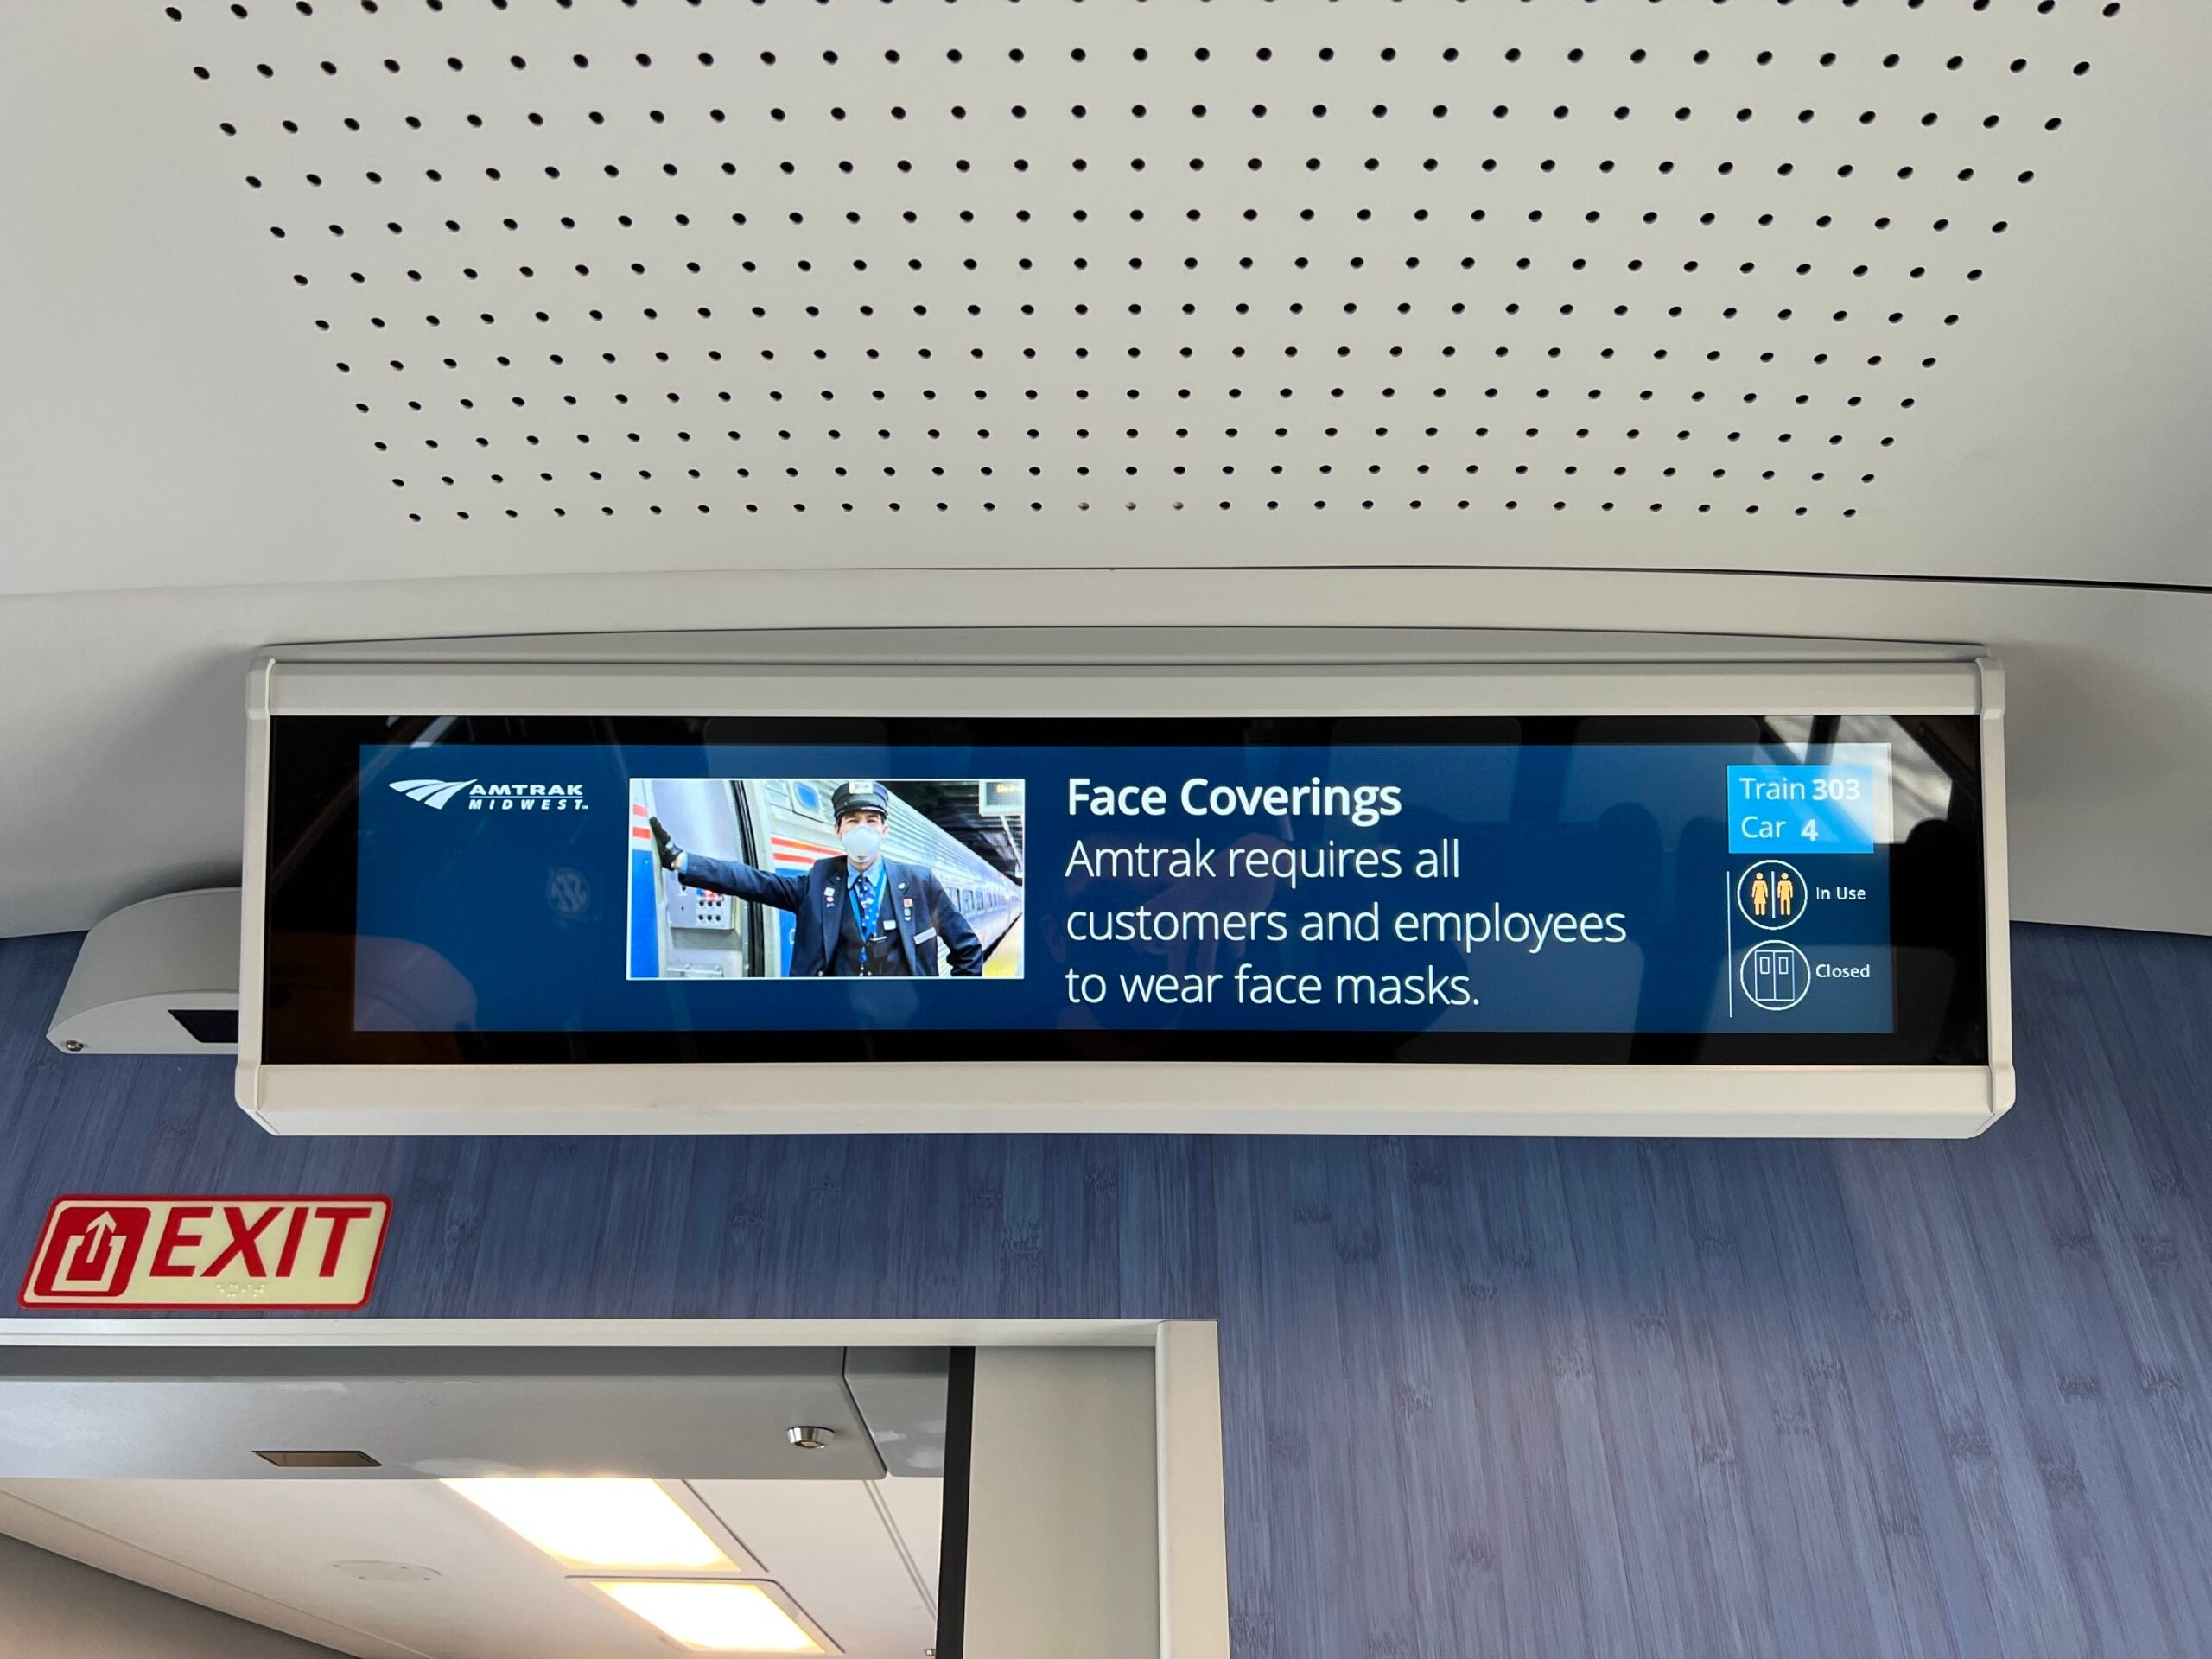 AMTRAK
MIDWEST
Face Coverings
Amtrak requires all
customers and employees
to wear face masks.
Train 303
Car 4
In Use
Closed
EXIT